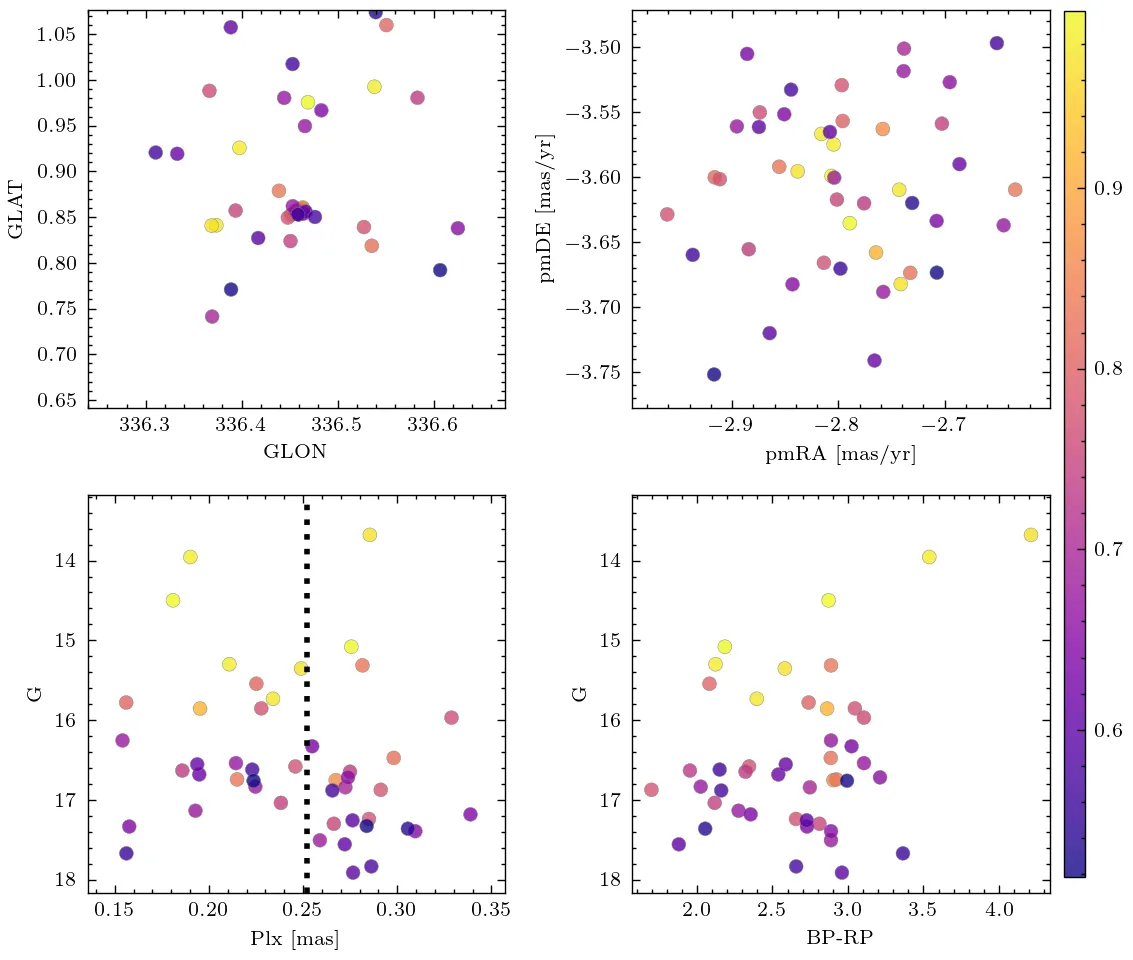 1.05
1.00
0.95
0.90
0.85
0.80
0.75
0.70
0.65
GLAT
336.3 336.4 336.5 336.6
GLON
−3.50
−3.55
−3.60
−3.65
−3.70
−3.75
pmDE [mas/yr]
−2.9 −2.8 −2.7
pmRA [mas/yr]
0.9
0.8
0.7
0.6
14
15
16
17
18
G
0.15 0.20 0.25 0.30 0.35
Plx [mas]
14
15
16
17
18
G
2.0 2.5 3.0 3.5 4.0
BP-RP